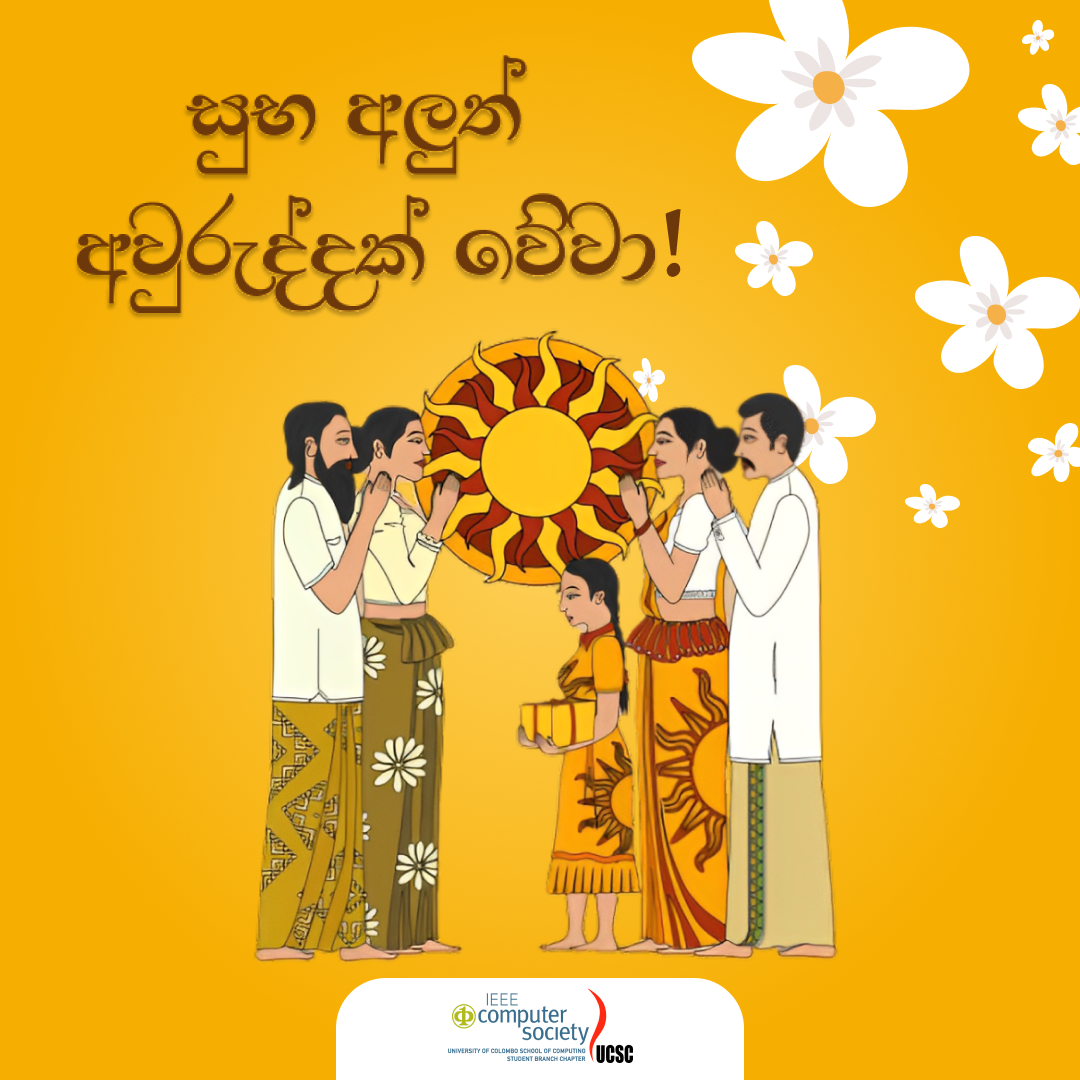 සුභ අලුත්
අවුරුද්දක් වේවා!
IEEE
computer
society
UNIVERSITY OF COLOMBO SCHOOL OF COMPUTING
STUDENT BRANCH CHAPTER
UCSC